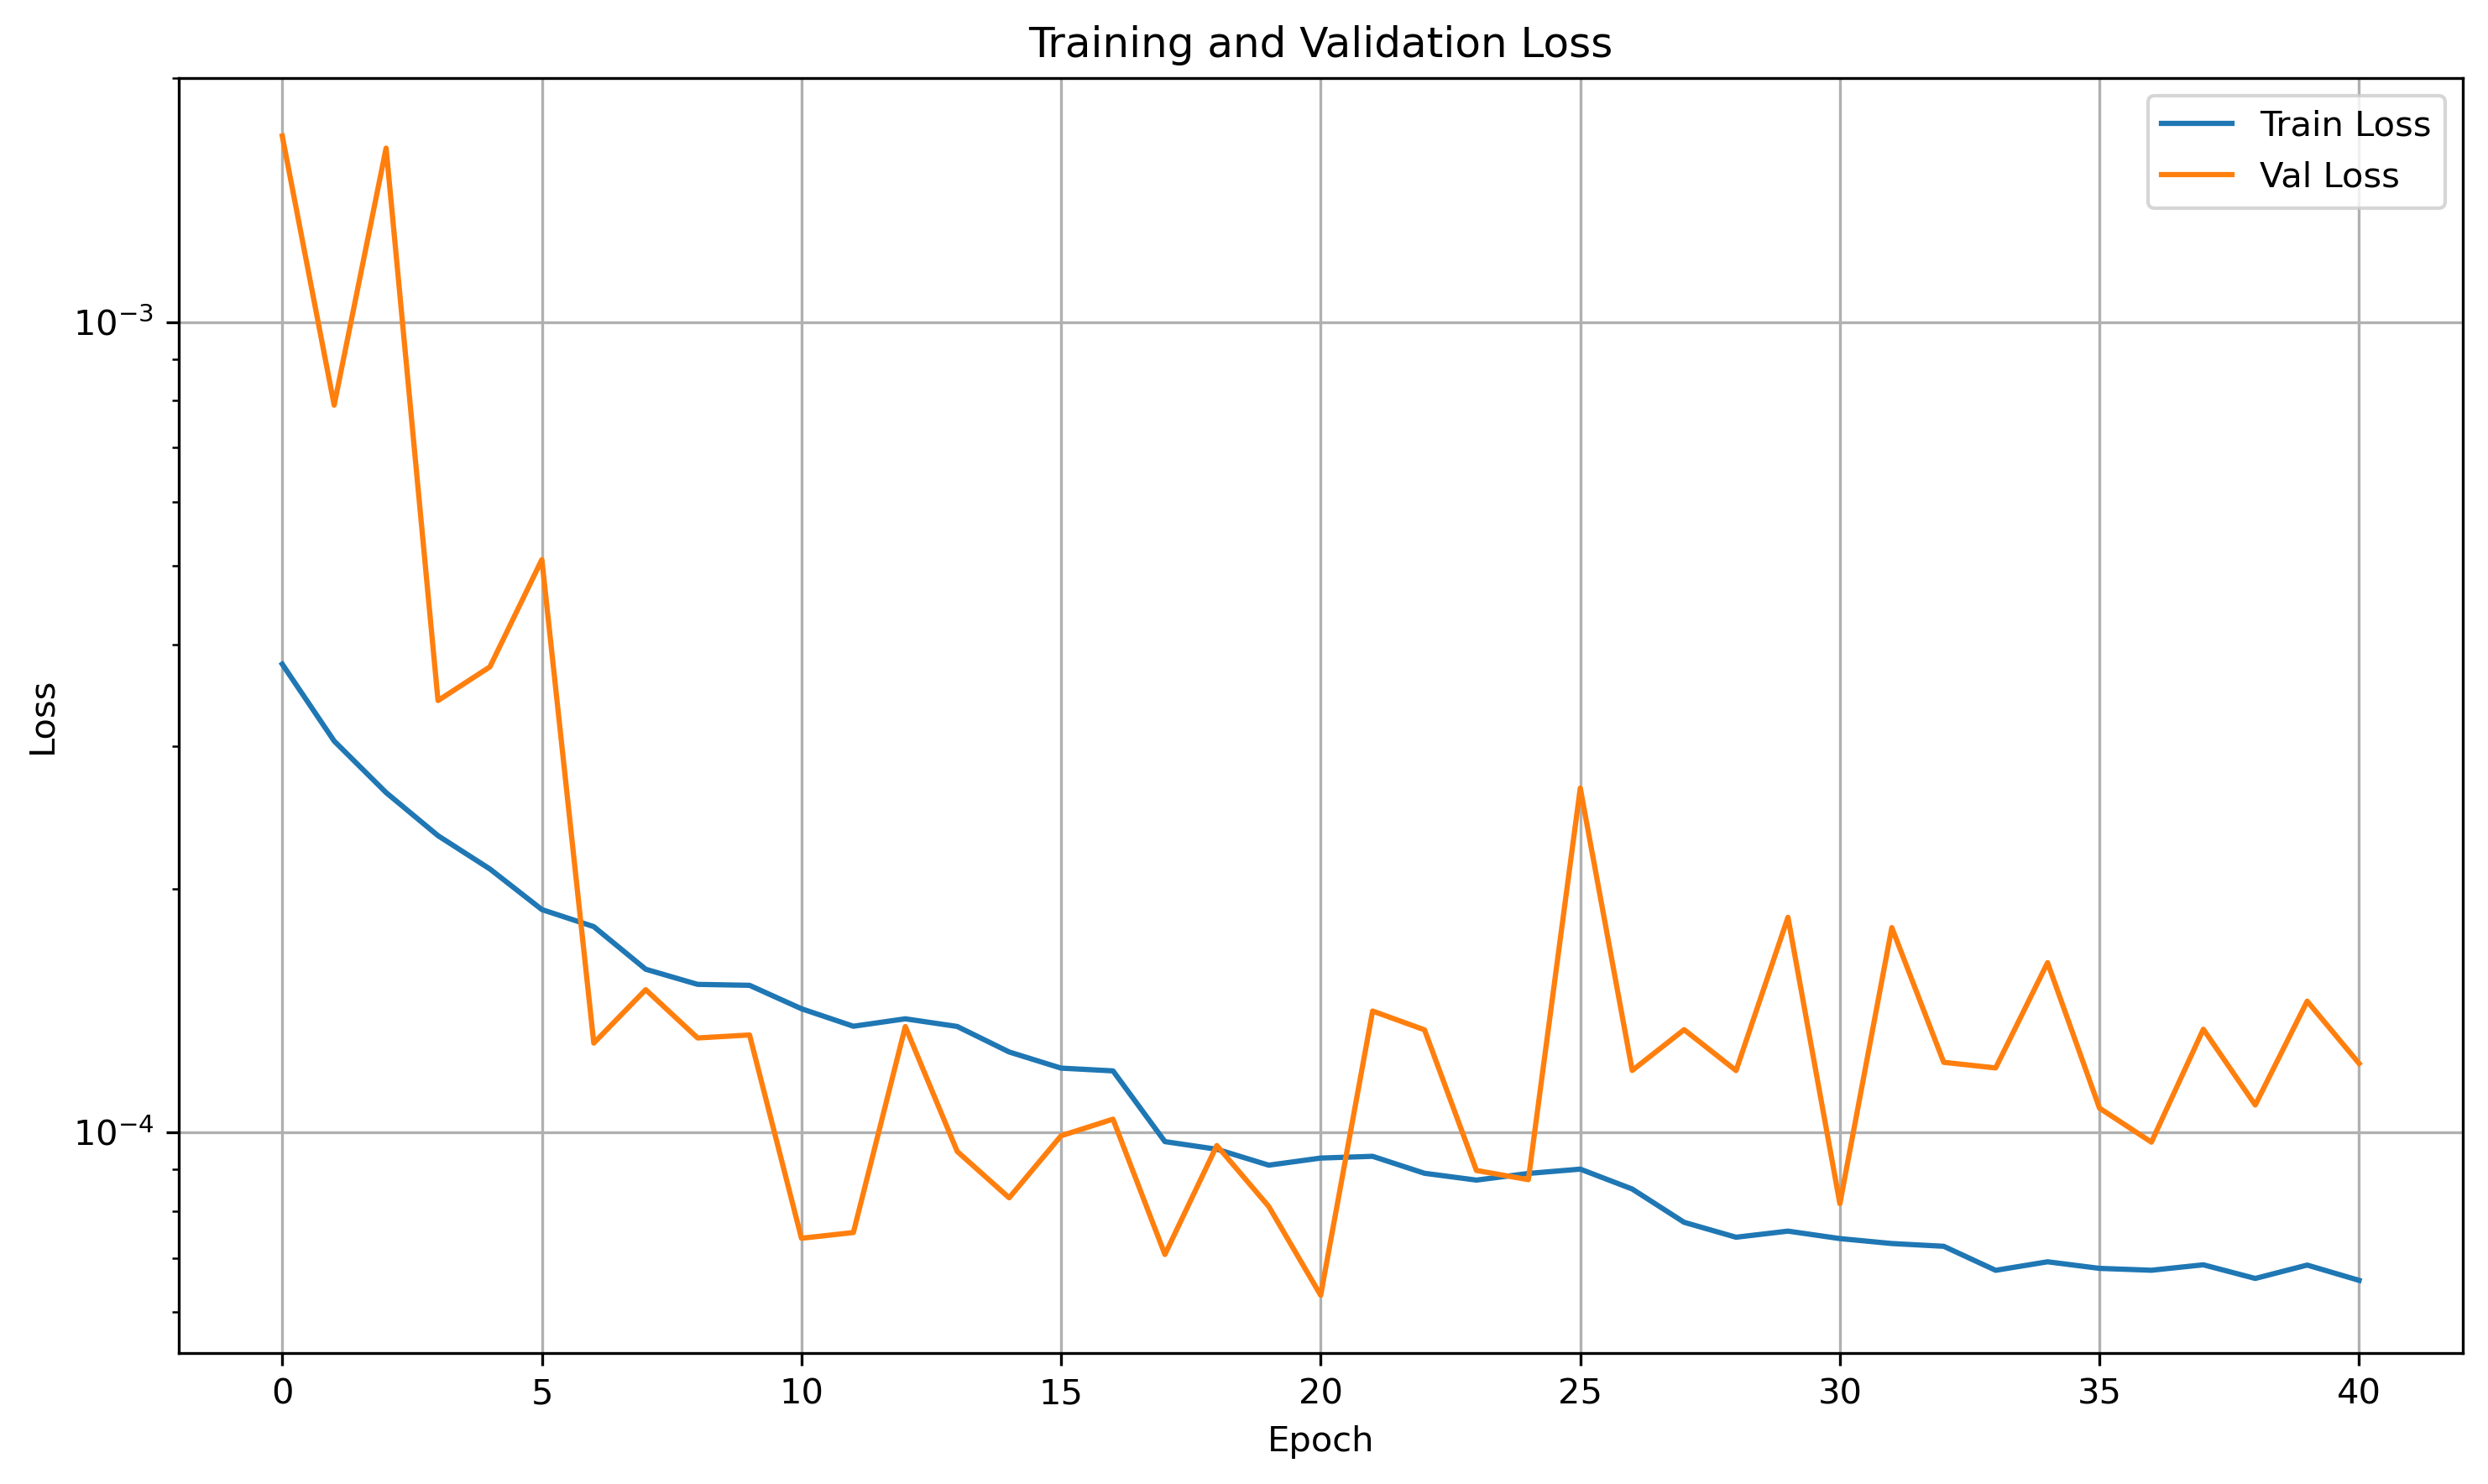 Training and Validation Loss
Train Loss
Val Loss
10⁻³
10⁻⁴
Loss
0 5 10 15 20 25 30 35 40
Epoch